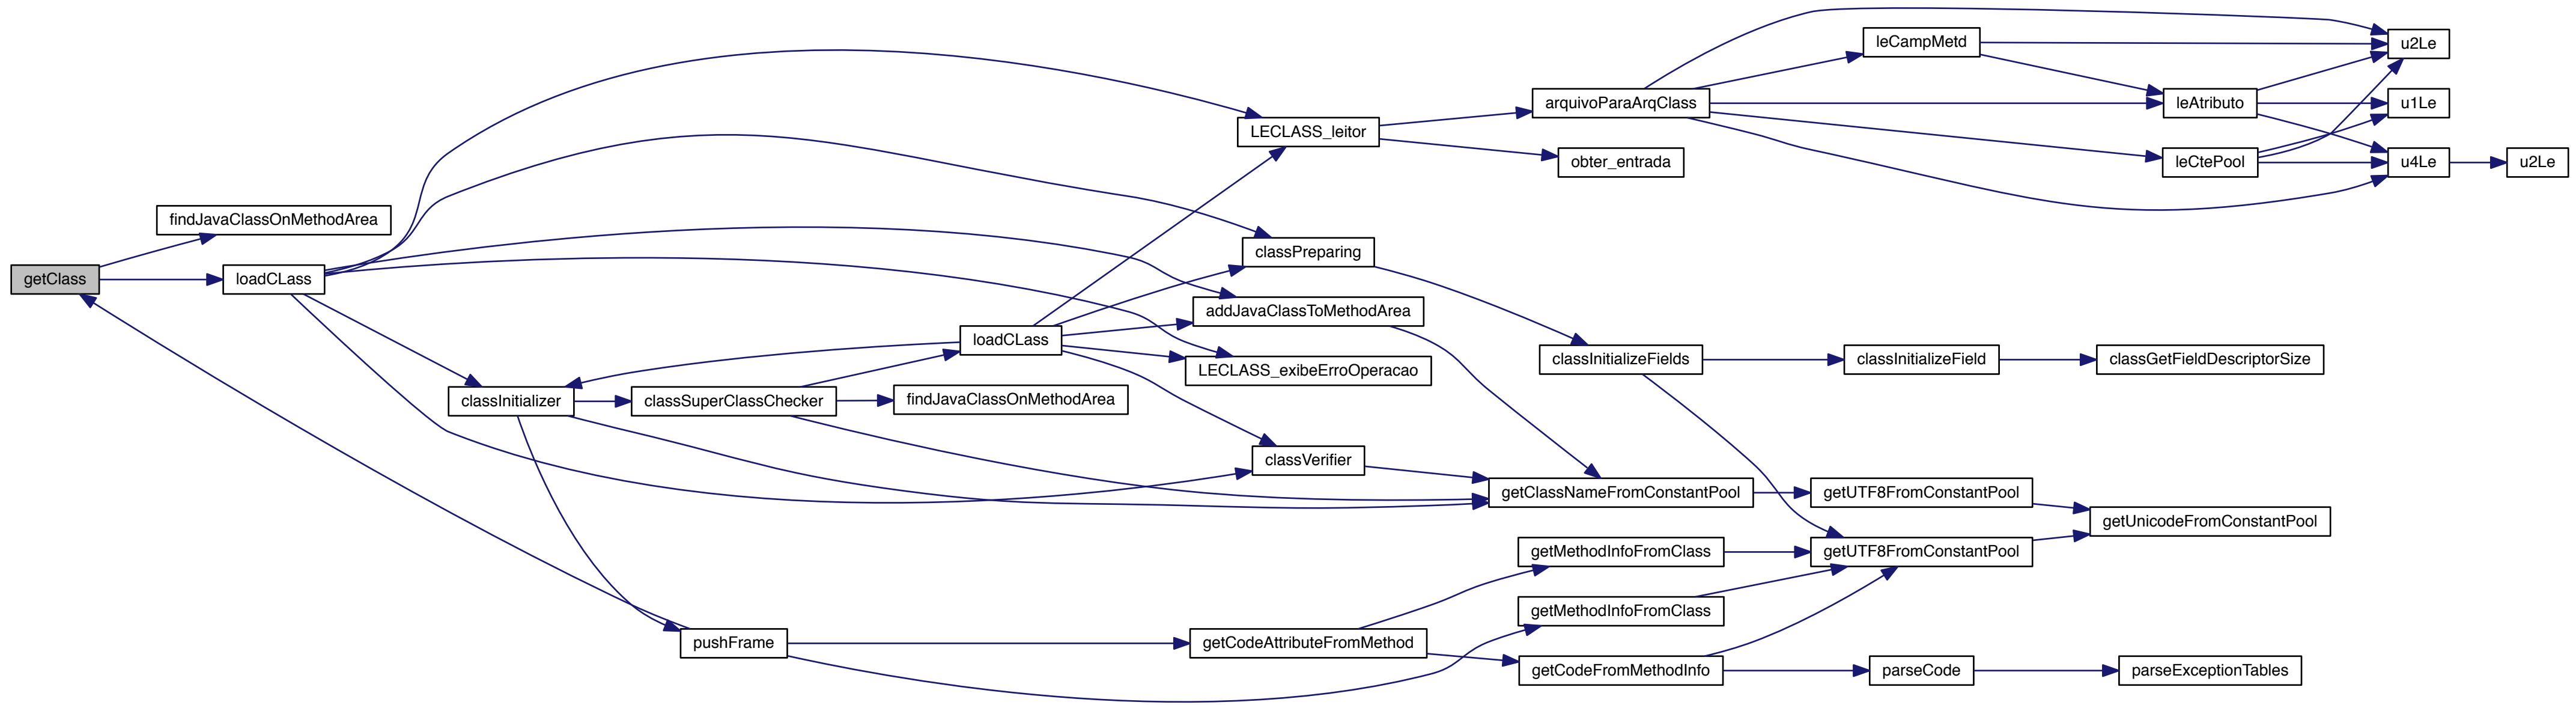 getClass
findJavaClassOnMethodArea
loadCLass
classInitializer
classSuperClassChecker
pushFrame
loadCLass
findJavaClassOnMethodArea
LECLASS_leitor
classPreparing
addJavaClassToMethodArea
LECLASS_exibeErroOperacao
classVerifier
getCodeAttributeFromMethod
arquivoParaArqClass
obter_entrada
classInitializeFields
getClassNameFromConstantPool
getMethodInfoFromClass
getMethodInfoFromClass
getCodeFromMethodInfo
leCampMetd
classInitializeField
getUTF8FromConstantPool
getUTF8FromConstantPool
parseCode
leAtributo
leCtePool
classGetFieldDescriptorSize
getUnicodeFromConstantPool
parseExceptionTables
u2Le
u1Le
u4Le
u2Le